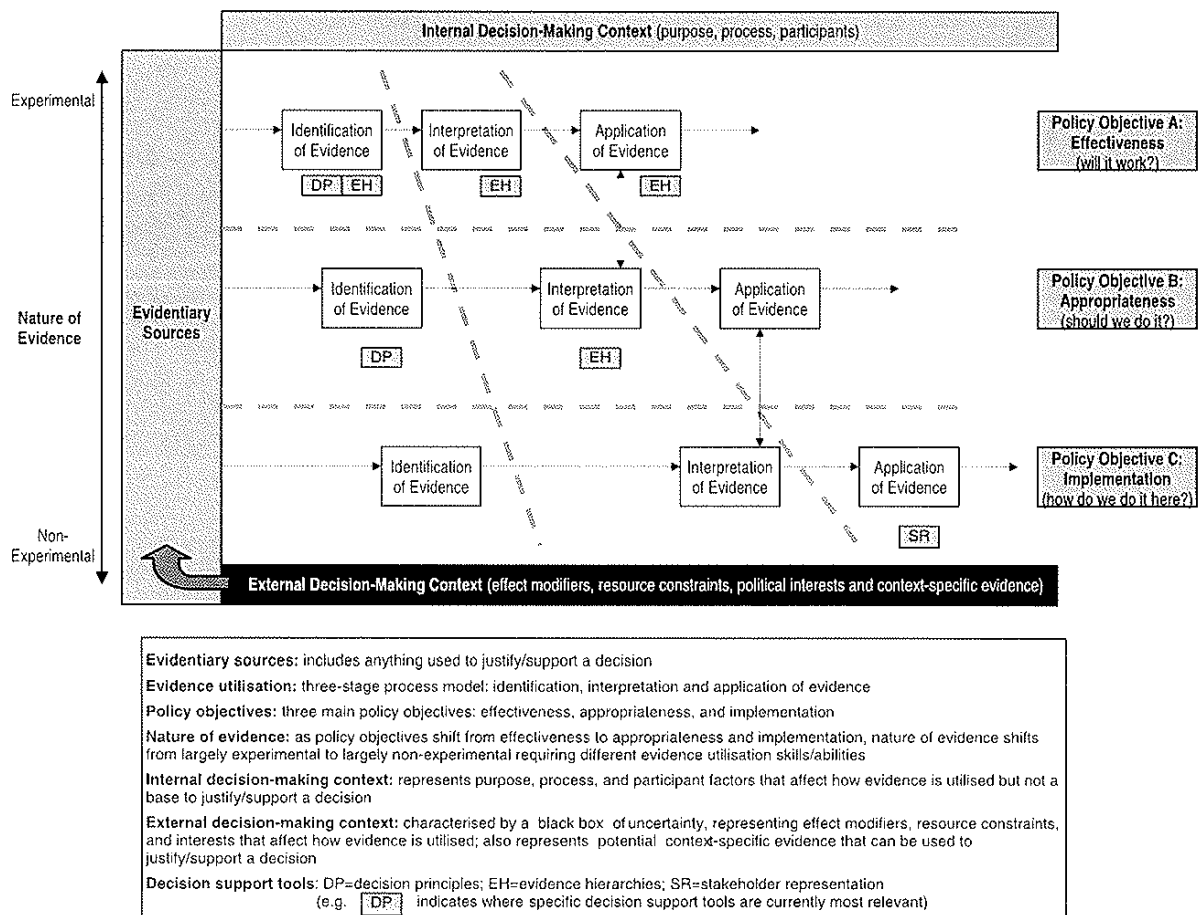 Internal Decision-Making Context (purpose, process, participants)
Experimental
Identification
of Evidence
Interpretation
of Evidence
Application
of Evidence
Policy Objective A:
Effectiveness
(will it work?)
DP EH
EH
EH
Nature of
Evidence
Evidentiary
Sources
Identification
of Evidence
Interpretation
of Evidence
Application
of Evidence
Policy Objective B:
Appropriateness
(should we do it?)
DP
EH
Identification
of Evidence
Interpretation
of Evidence
Application
of Evidence
Policy Objective C:
Implementation
(how do we do it here?)
SR
Non-
Experimental
External Decision-Making Context (effect modifiers, resource constraints, political interests and context-specific evidence)
Evidentiary sources: includes anything used to justify/support a decision
Evidence utilisation: three-stage process model: identification, interpretation and application of evidence
Policy objectives: three main policy objectives: effectiveness, appropriateness, and implementation
Nature of evidence: as policy objectives shift from effectiveness to appropriateness and implementation, nature of evidence shifts
from largely experimental to largely non-experimental requiring different evidence utilisation skills/abilities
Internal decision-making context: represents purpose, process, and participant factors that affect how evidence is utilised but not a
base to justify/support a decision
External decision-making context: characterised by a black box of uncertainty, representing effect modifiers, resource constraints,
and interests that affect how evidence is utilised; also represents potential context-specific evidence that can be used to
justify/support a decision
Decision support tools: DP=decision principles; EH=evidence hierarchies; SR=stakeholder representation
(e.g. DP indicates where specific decision support tools are currently most relevant)